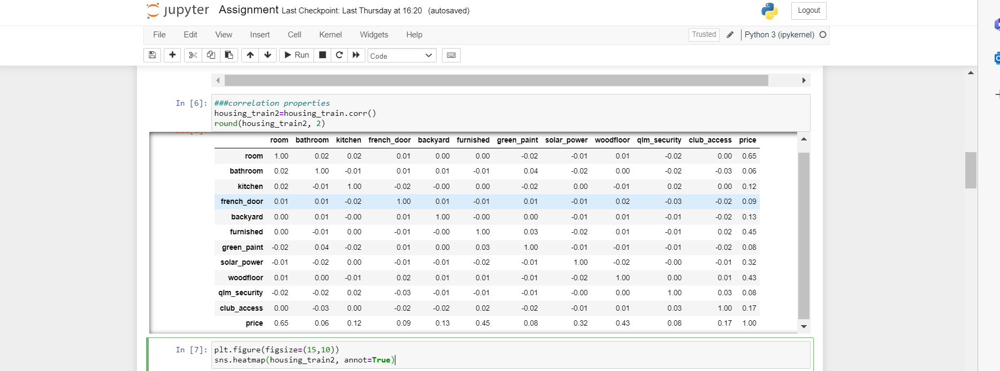 jupyter Assignment Last Checkpoint: Last Thursday at 16:20 (autosaved) Logout
File Edit View Insert Cell Kernel Widgets Help Trusted Python 3 (ipykernel)
Run Code
In [6]: ###correlation properties
housing_train2=housing_train.corr()
round(housing_train2, 2)
room bathroom kitchen french_door backyard furnished green_paint solar_power woodfloor qlm_security club_access price
room 1.00 0.02 0.02 0.01 0.00 0.00 -0.02 -0.01 0.01 -0.02 0.00 0.65
bathroom 0.02 1.00 -0.01 0.01 0.01 -0.01 0.04 -0.02 0.00 -0.02 -0.03 0.06
kitchen 0.02 -0.01 1.00 -0.02 -0.00 0.00 -0.02 0.00 -0.01 0.02 0.00 0.12
french_door 0.01 0.01 -0.02 1.00 0.01 -0.01 0.01 -0.01 0.02 -0.03 -0.02 0.09
backyard 0.00 0.01 -0.00 0.01 1.00 -0.00 0.00 -0.01 0.01 -0.01 -0.02 0.13
furnished 0.00 -0.01 0.00 -0.01 -0.00 1.00 0.03 -0.02 0.01 -0.01 0.02 0.45
green_paint -0.02 0.04 -0.02 0.01 0.00 0.03 1.00 -0.01 -0.01 -0.01 -0.02 0.08
solar_power -0.01 -0.02 0.00 -0.01 -0.01 -0.02 -0.01 1.00 -0.02 -0.00 -0.01 0.32
woodfloor 0.01 0.00 -0.01 0.02 0.01 0.01 -0.01 -0.02 1.00 0.00 0.01 0.43
qlm_security -0.02 -0.02 0.02 -0.03 -0.01 -0.01 -0.01 -0.00 0.00 1.00 0.03 0.08
club_access 0.00 -0.03 0.00 -0.02 -0.02 0.02 -0.02 -0.01 0.01 0.03 1.00 0.17
price 0.65 0.06 0.12 0.09 0.13 0.45 0.08 0.32 0.43 0.08 0.17 1.00
In [7]: plt.figure(figsize=(15,10))
sns.heatmap(housing_train2, annot=True)